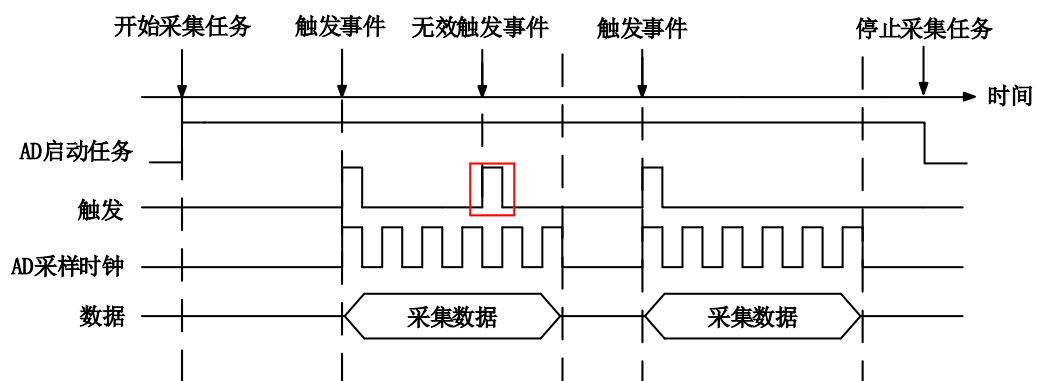 开始采集任务 触发事件 无效触发事件 触发事件 停止采集任务
时间
AD启动任务
触发
AD采样时钟
数据 采集数据 采集数据